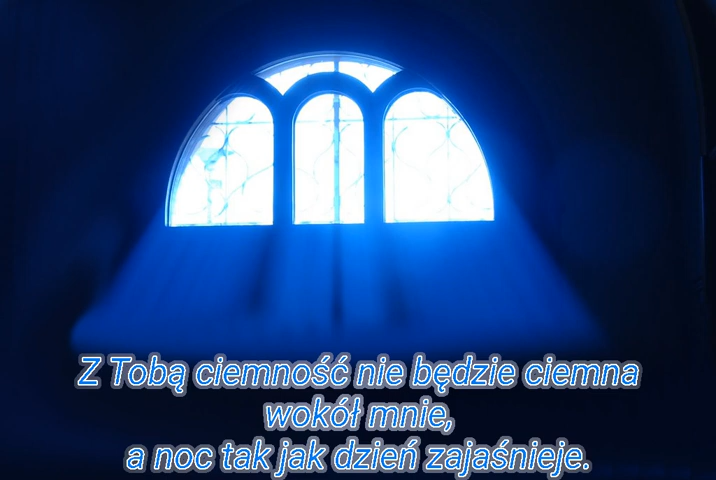 Z Tobą ciemność nie będzie ciemna
wokół mnie,
a noc tak jak dzień zajaśnieje.